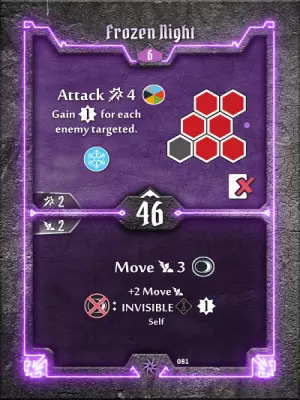 Frozen Night
6
Attack 4
Gain 1 for each
enemy targeted.
2
46
2
Move 3
+2 Move
: INVISIBLE 1
Self
081